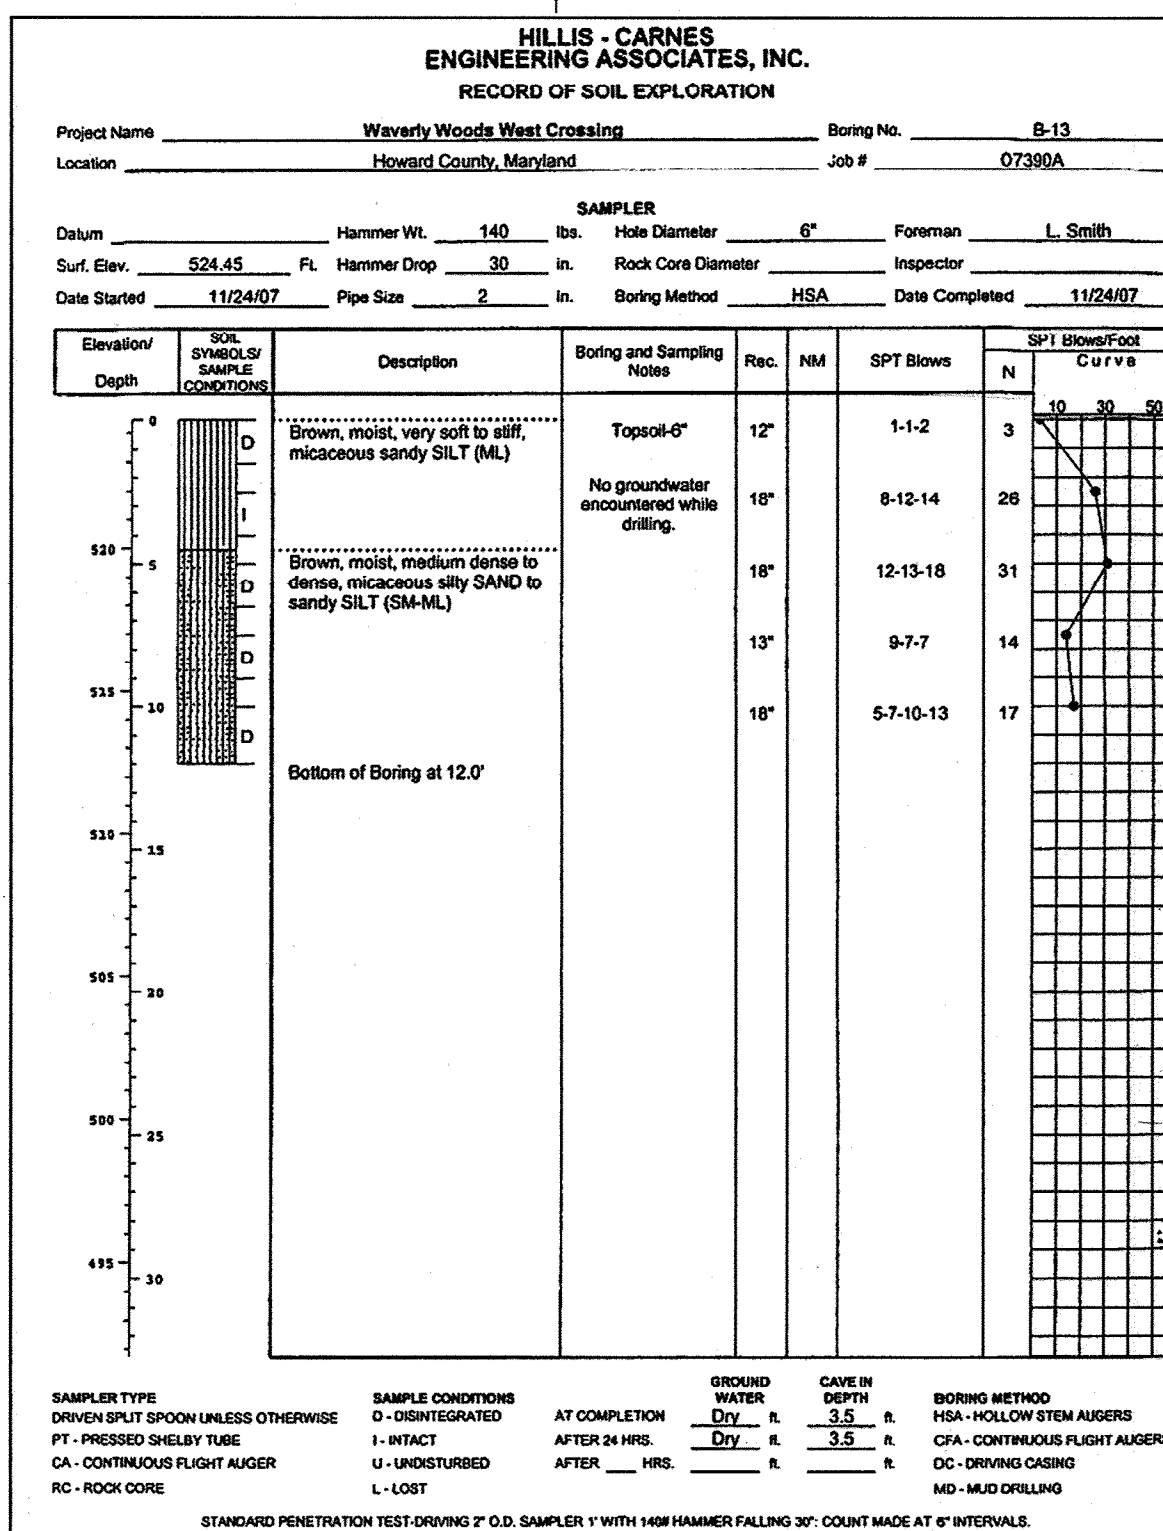 HILLIS - CARNES
ENGINEERING ASSOCIATES, INC.
RECORD OF SOIL EXPLORATION
Project Name Waverly Woods West Crossing Boring No. B-13
Location Howard County, Maryland Job # 07390A
SAMPLER
Datum Hammer Wt. 140 lbs. Hole Diameter 6" Foreman L. Smith
Surf. Elev. 524.45 Ft. Hammer Drop 30 in. Rock Core Diameter Inspector
Date Started 11/24/07 Pipe Size 2 in. Boring Method HSA Date Completed 11/24/07
Elevation/
Depth
SOIL
SYMBOLS/
SAMPLE
CONDITIONS
Description
Boring and Sampling
Notes
Rec.
NM
SPT Blows
SPT Blows/Foot
N
Curve
10 30 50
0
D
Brown, moist, very soft to stiff,
micaceous sandy SILT (ML)
Topsoil-6"
12"
1-1-2
3
No groundwater
encountered while
drilling.
I
18"
8-12-14
26
520
5
D
Brown, moist, medium dense to
dense, micaceous silty SAND to
sandy SILT (SM-ML)
18"
12-13-18
31
D
13"
9-7-7
14
515
10
D
18"
5-7-10-13
17
Bottom of Boring at 12.0'
510
15
505
20
500
25
495
30
SAMPLER TYPE
DRIVEN SPLIT SPOON UNLESS OTHERWISE
PT - PRESSED SHELBY TUBE
CA - CONTINUOUS FLIGHT AUGER
RC - ROCK CORE
SAMPLE CONDITIONS
D - DISINTEGRATED
I - INTACT
U - UNDISTURBED
L - LOST
GROUND
WATER
CAVE IN
DEPTH
AT COMPLETION Dry ft. 3.5 ft.
AFTER 24 HRS. Dry ft. 3.5 ft.
AFTER ___ HRS. ft. ft.
BORING METHOD
HSA - HOLLOW STEM AUGERS
CFA - CONTINUOUS FLIGHT AUGERS
DC - DRIVING CASING
MD - MUD DRILLING
STANDARD PENETRATION TEST-DRIVING 2" O.D. SAMPLER 1' WITH 140# HAMMER FALLING 30": COUNT MADE AT 6" INTERVALS.